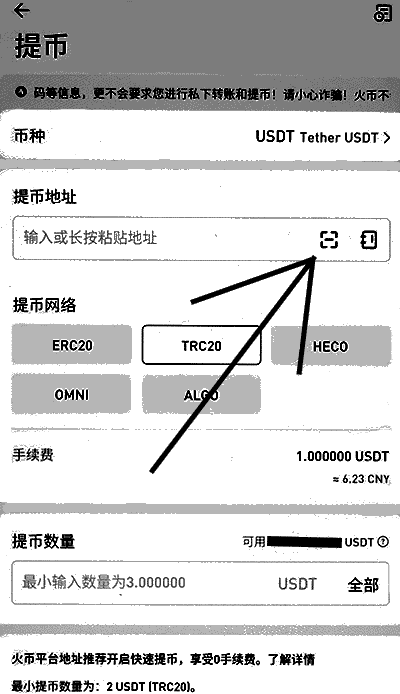 提币
码等信息，更不会要求您进行私下转账和提币！请小心诈骗！火币不
币种 USDT Tether USDT
提币地址
输入或长按粘贴地址
提币网络
ERC20 TRC20 HECO
OMNI ALGO
手续费 1.000000 USDT
≈ 6.23 CNY
提币数量 可用 USDT
最小输入数量为3.000000 USDT 全部
火币平台地址推荐开启快速提币，享受0手续费。了解详情
最小提币数量为：2 USDT (TRC20)。